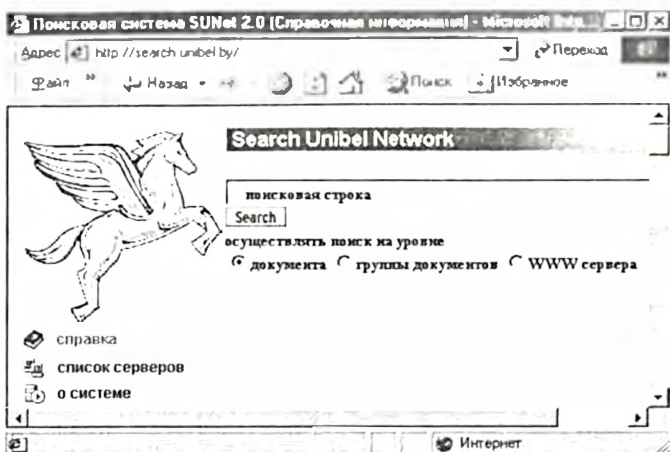 Поисковая система SUNet 2.0 (Справочная информация) - Microsoft Inte...
Адрес http://search.unibel.by/ Переход
Файл » Назад Поиск Избранное »
Search Unibel Network
поисковая строка
Search
осуществлять поиск на уровне
документа группы документов WWW сервера
справка
список серверов
о системе
Интернет